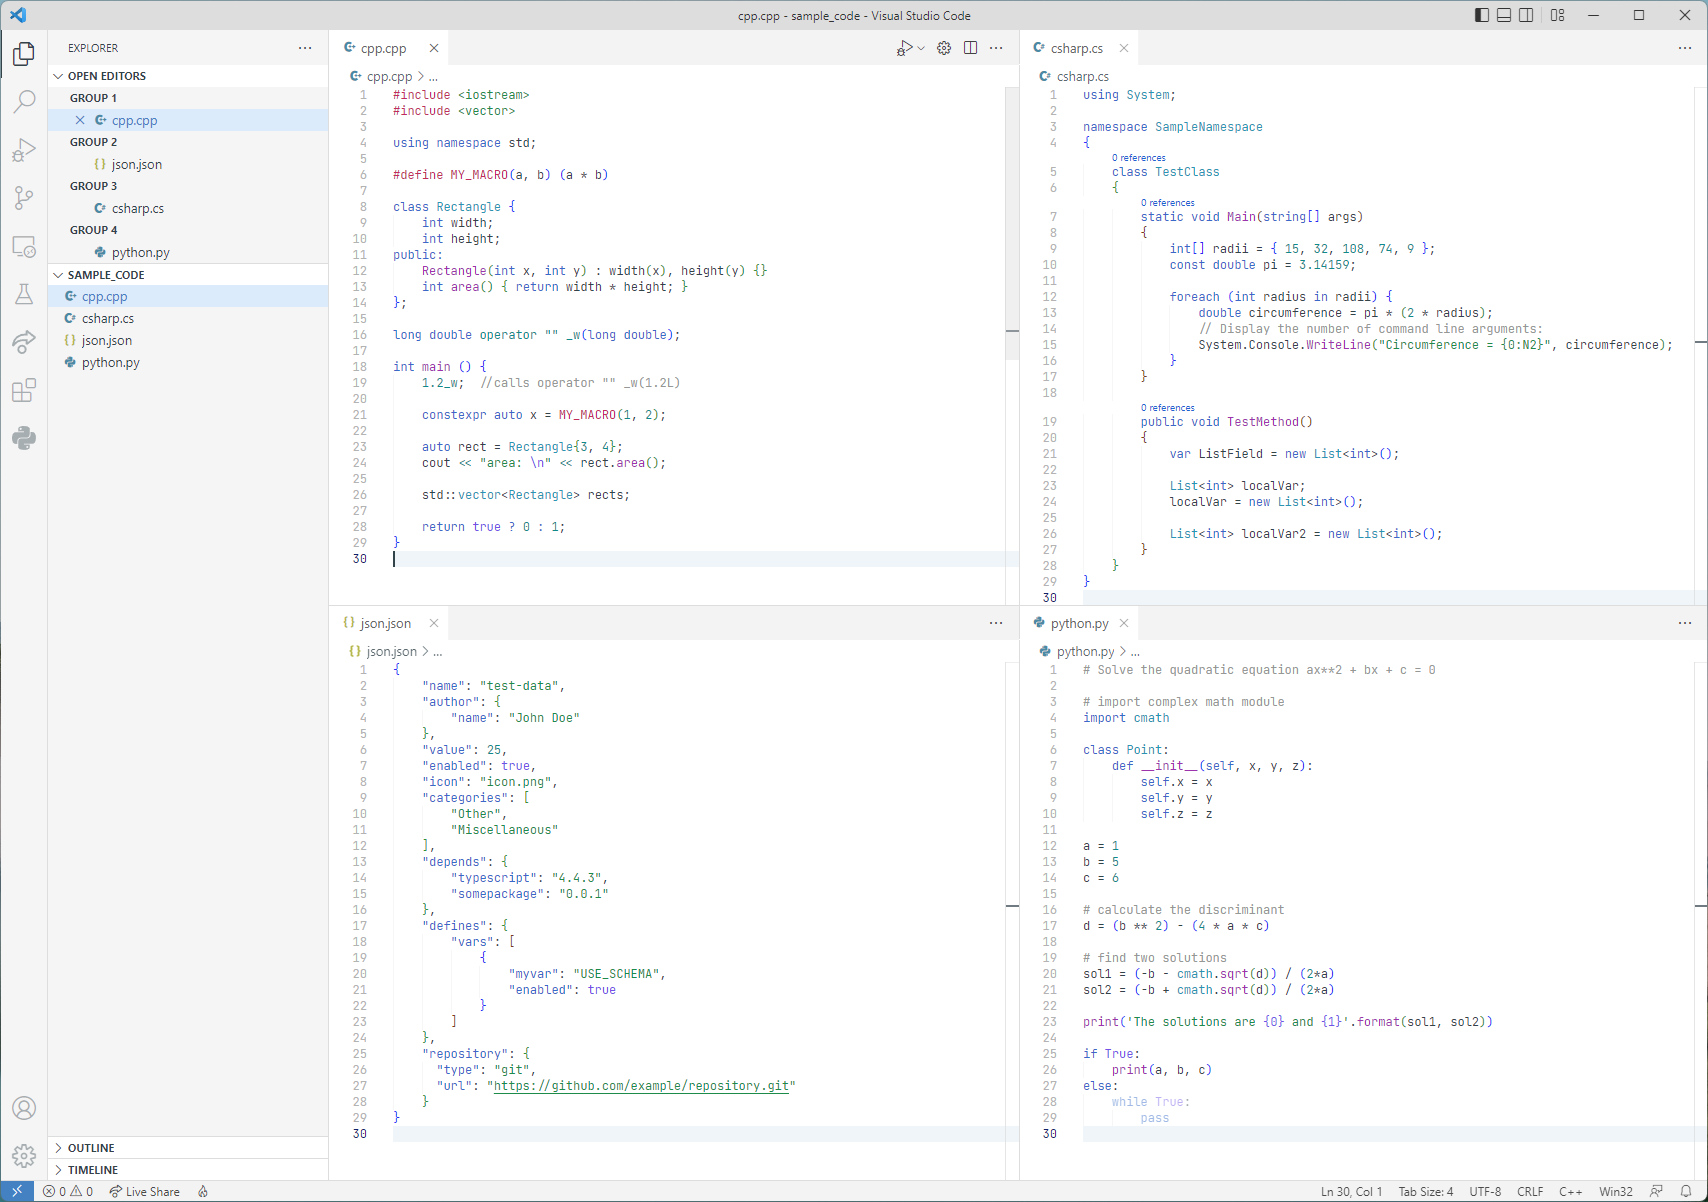 cpp.cpp - sample_code - Visual Studio Code
EXPLORER
OPEN EDITORS
GROUP 1
cpp.cpp
GROUP 2
json.json
GROUP 3
csharp.cs
GROUP 4
python.py
SAMPLE_CODE
cpp.cpp
csharp.cs
json.json
python.py
OUTLINE
TIMELINE
cpp.cpp
cpp.cpp > ...
1 #include <iostream>
2 #include <vector>
3
4 using namespace std;
5
6 #define MY_MACRO(a, b) (a * b)
7
8 class Rectangle {
9     int width;
10     int height;
11 public:
12     Rectangle(int x, int y) : width(x), height(y) {}
13     int area() { return width * height; }
14 };
15
16 long double operator "" _w(long double);
17
18 int main () {
19     1.2_w;  //calls operator "" _w(1.2L)
20
21     constexpr auto x = MY_MACRO(1, 2);
22
23     auto rect = Rectangle{3, 4};
24     cout << "area: \n" << rect.area();
25
26     std::vector<Rectangle> rects;
27
28     return true ? 0 : 1;
29 }
30
csharp.cs
csharp.cs
1 using System;
2
3 namespace SampleNamespace
4 {
0 references
5     class TestClass
6     {
0 references
7         static void Main(string[] args)
8         {
9             int[] radii = { 15, 32, 108, 74, 9 };
10             const double pi = 3.14159;
11
12             foreach (int radius in radii) {
13                 double circumference = pi * (2 * radius);
14                 // Display the number of command line arguments:
15                 System.Console.WriteLine("Circumference = {0:N2}", circumference);
16             }
17         }
18
0 references
19         public void TestMethod()
20         {
21             var ListField = new List<int>();
22
23             List<int> localVar;
24             localVar = new List<int>();
25
26             List<int> localVar2 = new List<int>();
27         }
28     }
29 }
30
json.json
json.json > ...
1 {
2     "name": "test-data",
3     "author": {
4         "name": "John Doe"
5     },
6     "value": 25,
7     "enabled": true,
8     "icon": "icon.png",
9     "categories": [
10         "Other",
11         "Miscellaneous"
12     ],
13     "depends": {
14         "typescript": "4.4.3",
15         "somepackage": "0.0.1"
16     },
17     "defines": {
18         "vars": [
19             {
20                 "myvar": "USE_SCHEMA",
21                 "enabled": true
22             }
23         ]
24     },
25     "repository": {
26       "type": "git",
27       "url": "https://github.com/example/repository.git"
28     }
29 }
30
python.py
python.py > ...
1 # Solve the quadratic equation ax**2 + bx + c = 0
2
3 # import complex math module
4 import cmath
5
6 class Point:
7     def __init__(self, x, y, z):
8         self.x = x
9         self.y = y
10         self.z = z
11
12 a = 1
13 b = 5
14 c = 6
15
16 # calculate the discriminant
17 d = (b ** 2) - (4 * a * c)
18
19 # find two solutions
20 sol1 = (-b - cmath.sqrt(d)) / (2*a)
21 sol2 = (-b + cmath.sqrt(d)) / (2*a)
22
23 print('The solutions are {0} and {1}'.format(sol1, sol2))
24
25 if True:
26     print(a, b, c)
27 else:
28     while True:
29         pass
30
0 0 Live Share
Ln 30, Col 1 Tab Size: 4 UTF-8 CRLF C++ Win32